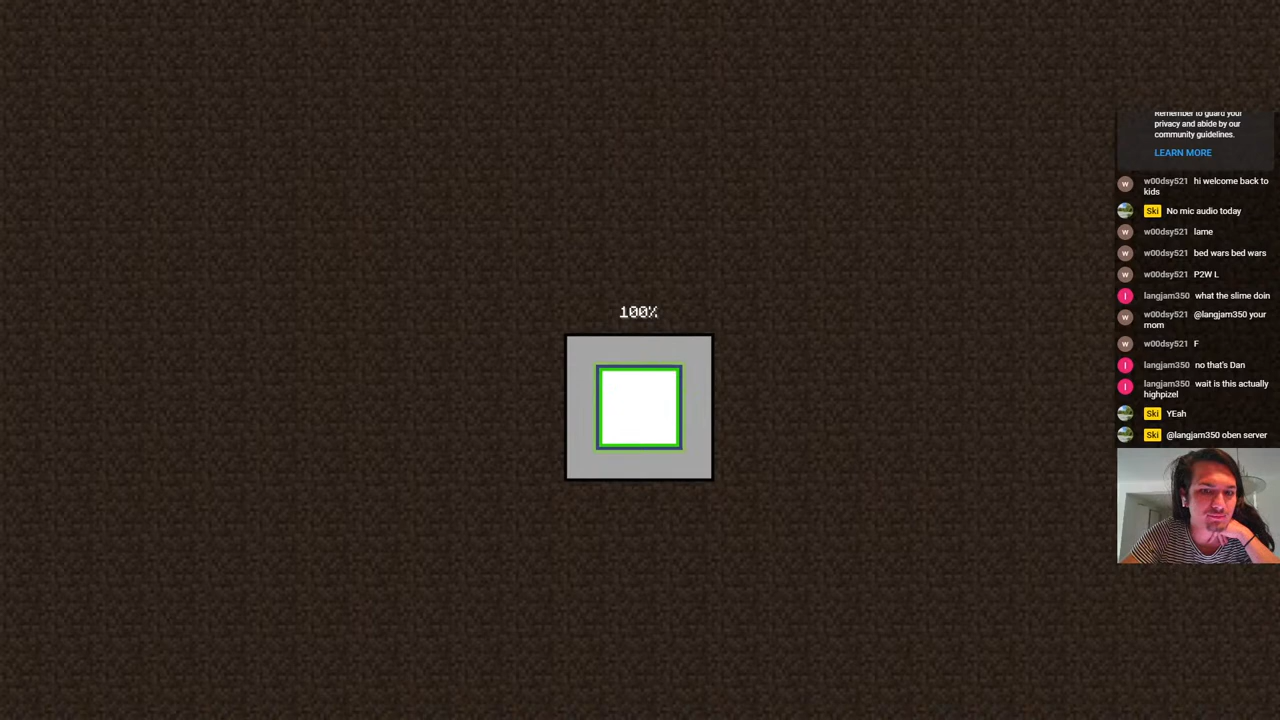 Remember to guard your
privacy and abide by our
community guidelines.
LEARN MORE
w w00dsy521 hi welcome back to
kids
Ski No mic audio today
w w00dsy521 lame
w w00dsy521 bed wars bed wars
w w00dsy521 P2W L
l langjam350 what the slime doin
w w00dsy521 @langjam350 your
mom
w w00dsy521 F
l langjam350 no that's Dan
l langjam350 wait is this actually
highpizel
Ski YEah
Ski @langjam350 oben server
100%